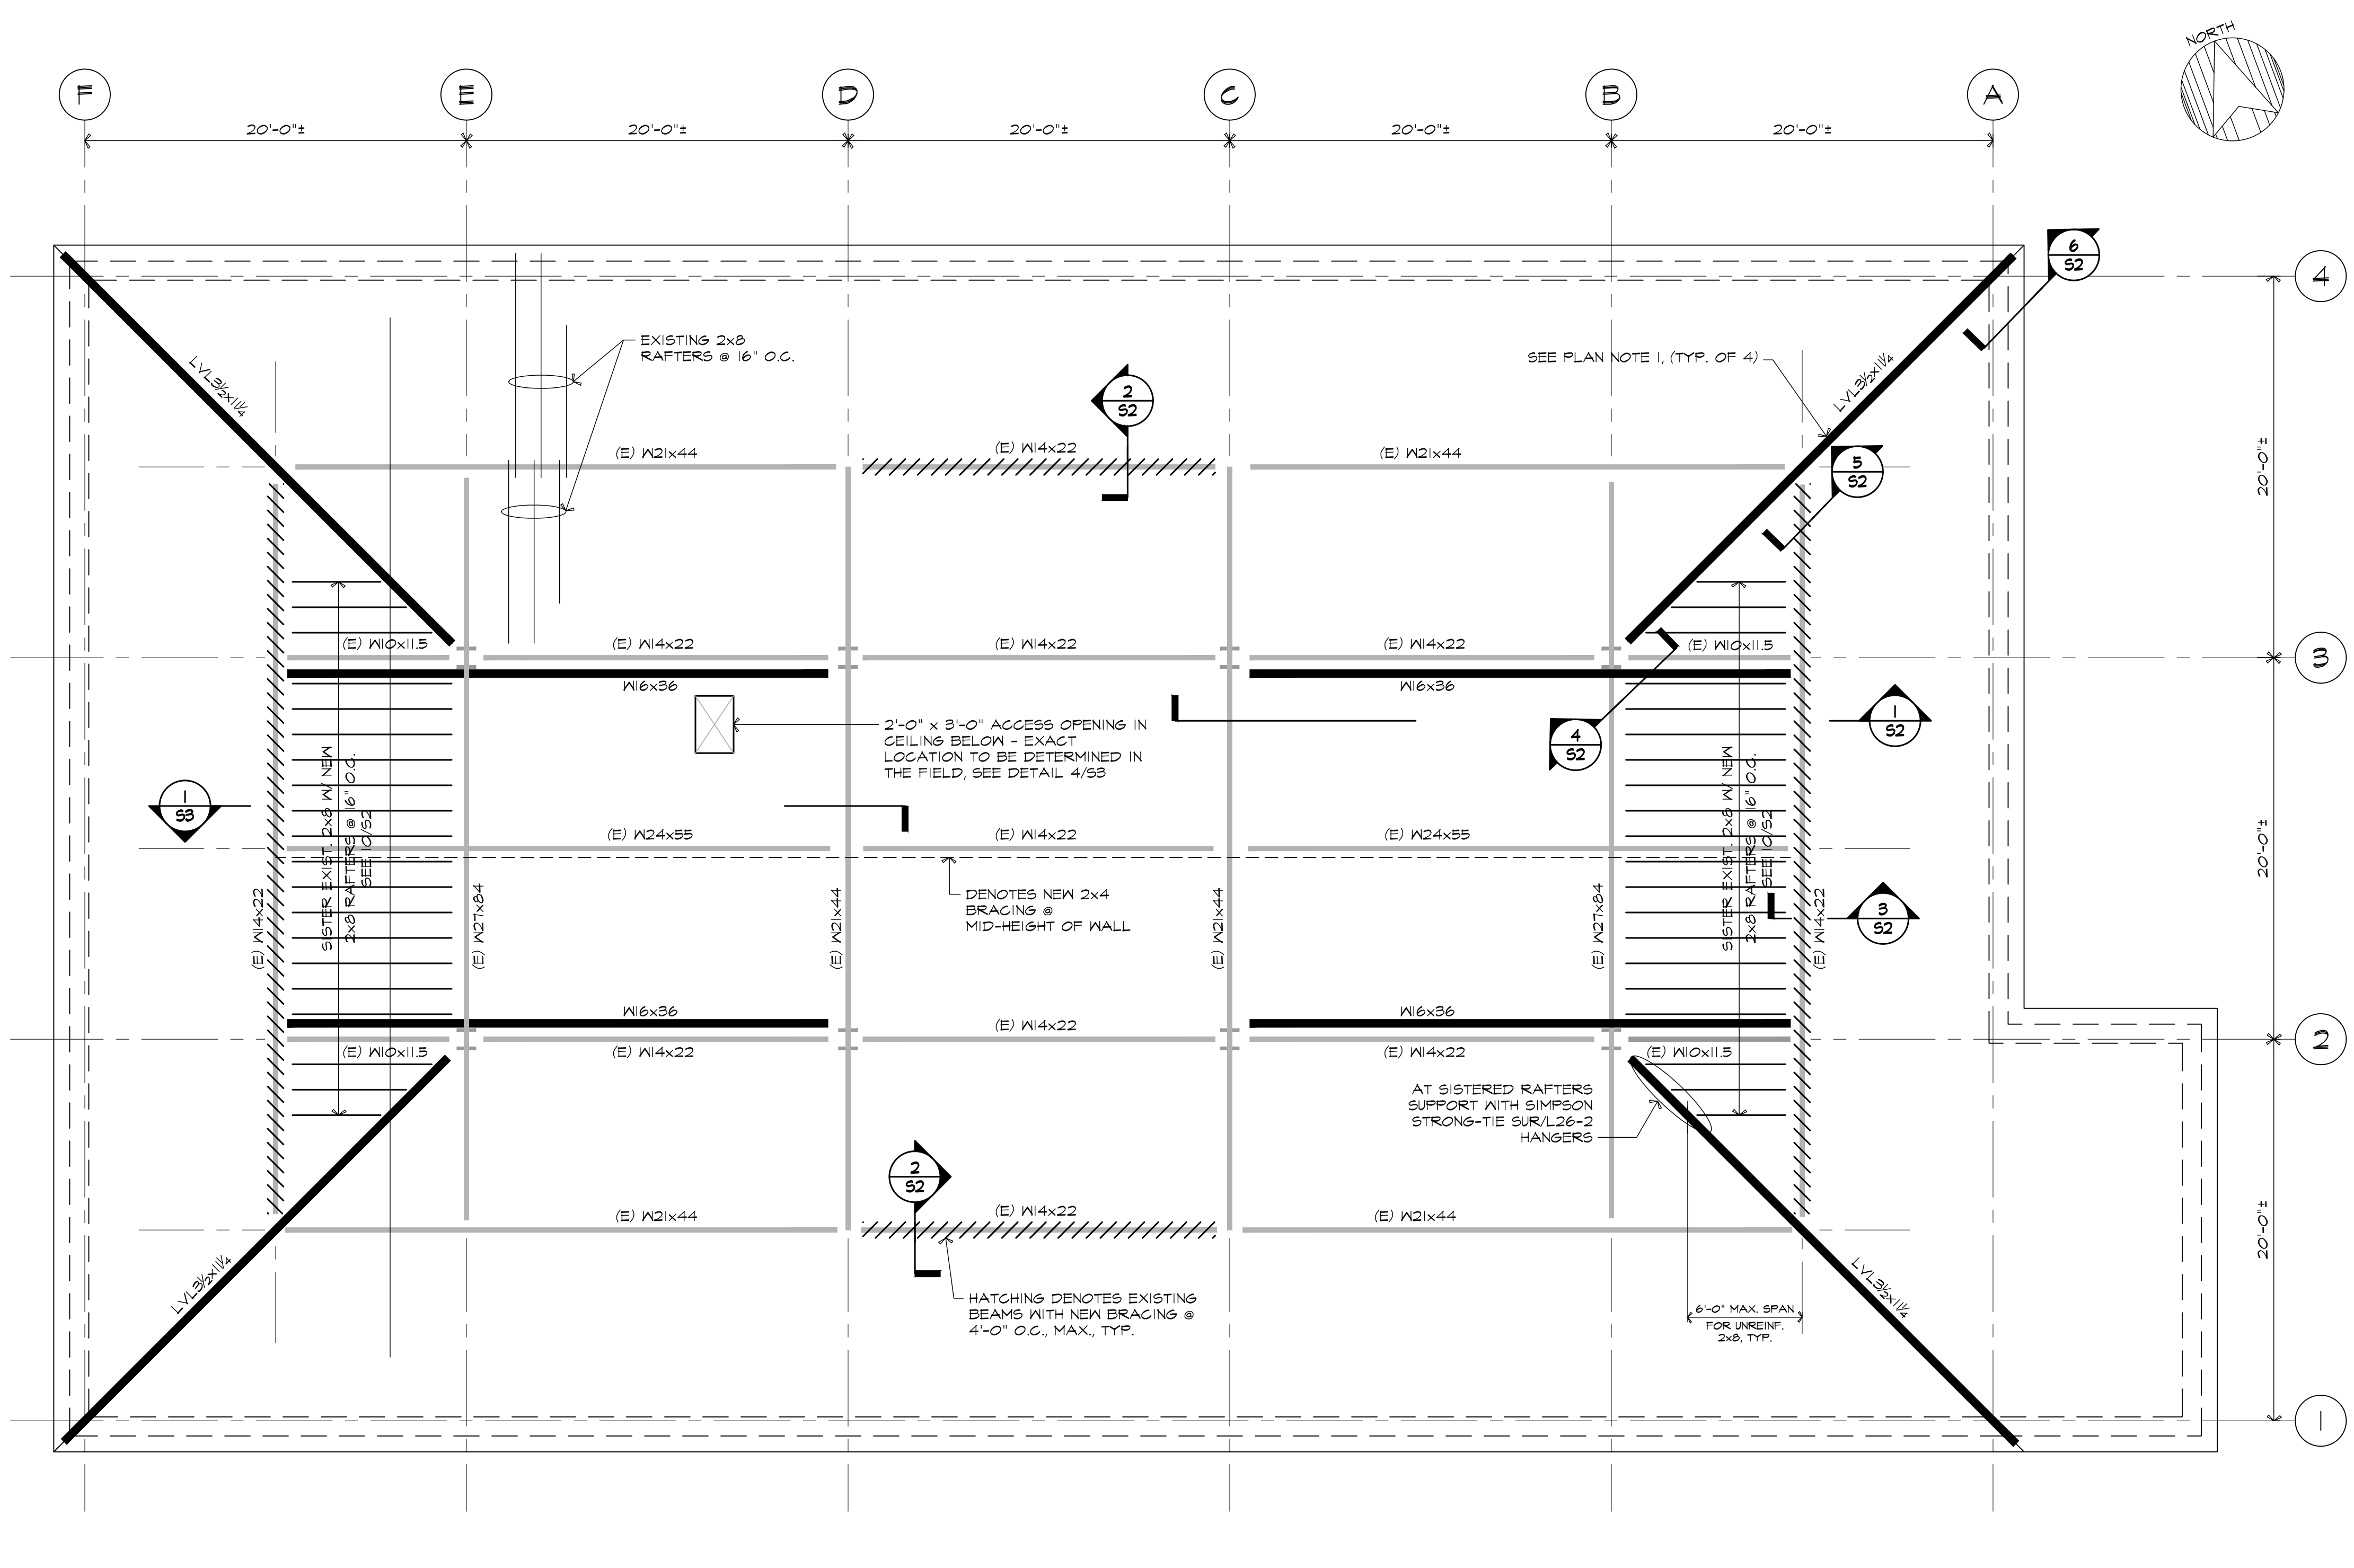 NORTH
F
E
D
C
B
A
20'-0"±
20'-0"±
20'-0"±
20'-0"±
20'-0"±
6
S2
4
EXISTING 2x8
RAFTERS @ 16" O.C.
SEE PLAN NOTE 1, (TYP. OF 4)
LVL3½x11¼
LVL3½x11¼
2
S2
20'-0"±
(E) W21x44
(E) W14x22
(E) W21x44
5
S2
(E) W10x11.5
(E) W14x22
(E) W14x22
(E) W14x22
(E) W10x11.5
3
W16x36
W16x36
2'-0" x 3'-0" ACCESS OPENING IN
CEILING BELOW - EXACT
LOCATION TO BE DETERMINED IN
THE FIELD, SEE DETAIL 4/S3
4
S2
1
S2
1
S3
SISTER EXIST. 2x8 W/ NEW
2x8 RAFTERS @ 16" O.C.
SEE 10/S2
SISTER EXIST. 2x8 W/ NEW
2x8 RAFTERS @ 16" O.C.
SEE 10/S2
20'-0"±
(E) W24x55
(E) W14x22
(E) W24x55
DENOTES NEW 2x4
BRACING @
MID-HEIGHT OF WALL
(E) W14x22
(E) W27x84
(E) W21x44
(E) W21x44
(E) W27x84
(E) W14x22
3
S2
W16x36
W16x36
(E) W14x22
2
(E) W10x11.5
(E) W14x22
(E) W14x22
(E) W10x11.5
AT SISTERED RAFTERS
SUPPORT WITH SIMPSON
STRONG-TIE SUR/L26-2
HANGERS
2
S2
20'-0"±
(E) W21x44
(E) W14x22
(E) W21x44
LVL3½x11¼
LVL3½x11¼
HATCHING DENOTES EXISTING
BEAMS WITH NEW BRACING @
4'-0" O.C., MAX., TYP.
6'-0" MAX. SPAN
FOR UNREINF.
2x8, TYP.
1